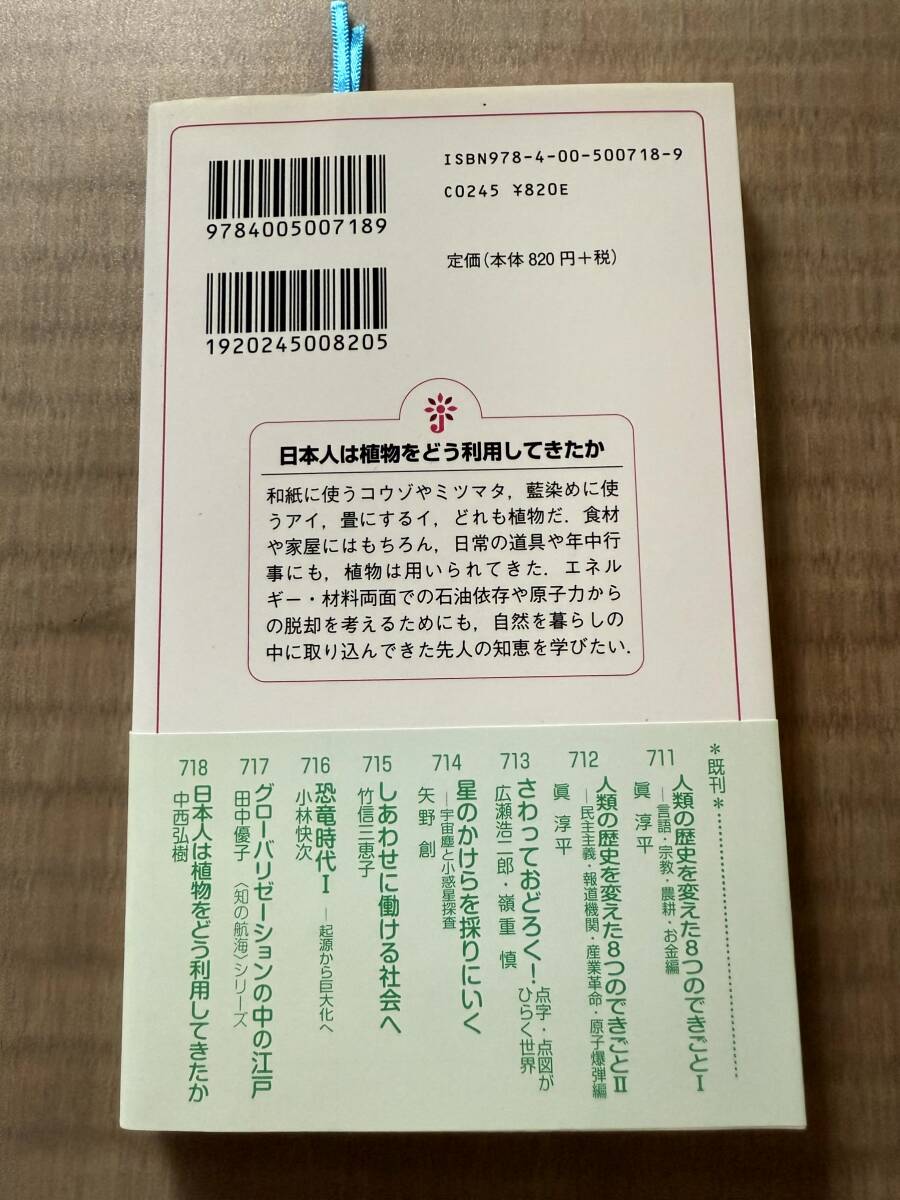 ISBN978-4-00-500718-9
C0245 ¥820E
9784005007189
定価(本体 820 円+税)
1920245008205
日本人は植物をどう利用してきたか
和紙に使うコウゾやミツマタ，藍染めに使
うアイ，畳にするイ，どれも植物だ．食材
や家屋にはもちろん，日常の道具や年中行
事にも，植物は用いられてきた．エネル
ギー・材料両面での石油依存や原子力から
の脱却を考えるためにも，自然を暮らしの
中に取り込んできた先人の知恵を学びたい．
＊既刊＊
711
人類の歴史を変えた8つのできごとⅠ
―言語・宗教・農耕・お金編
眞 淳平
712
人類の歴史を変えた8つのできごとⅡ
―民主主義・報道機関・産業革命・原子爆弾編
眞 淳平
713
さわっておどろく！
点字・点図が
ひらく世界
広瀬浩二郎・嶺重 慎
714
星のかけらを採りにいく
―宇宙塵と小惑星探査
矢野 創
715
しあわせに働ける社会へ
竹信三恵子
716
恐竜時代Ⅰ
―起源から巨大化へ
小林快次
717
グローバリゼーションの中の江戸
田中優子 〈知の航海〉シリーズ
718
日本人は植物をどう利用してきたか
中西弘樹